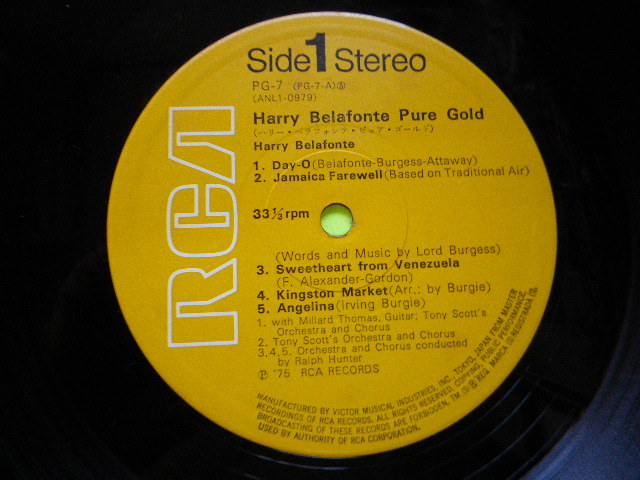 Side 1 Stereo
PG-7 (PG-7-A)Ⓢ
(ANL1-0979)
Harry Belafonte Pure Gold
(ハリー・ベラフォンテ・ピュア・ゴールド)
Harry Belafonte
1. Day-O(Belafonte-Burgess-Attaway)
2. Jamaica Farewell(Based on Traditional Air)
33⅓rpm
(Words and Music by Lord Burgess)
3. Sweetheart from Venezuela
(F. Alexander-Gordon)
4. Kingston Market(Arr.: by Burgie)
5. Angelina(Irving Burgie)
1. with Millard Thomas, Guitar; Tony Scott's
Orchestra and Chorus
2. Tony Scott's Orchestra and Chorus
3,4,5. Orchestra and Chorus conducted
by Ralph Hunter
Ⓟ '75 RCA RECORDS
RCA
MANUFACTURED BY VICTOR MUSICAL INDUSTRIES, INC. TOKYO, JAPAN FROM MASTER
RECORDINGS OF RCA RECORDS. ALL RIGHTS RESERVED. COPYING, PUBLIC PERFORMANCE,
BROADCASTING OF THESE RECORDS ARE FORBIDDEN. TM(s)® RCA MARCA(s) REGISTRADA(s).
USED BY AUTHORITY OF RCA CORPORATION.